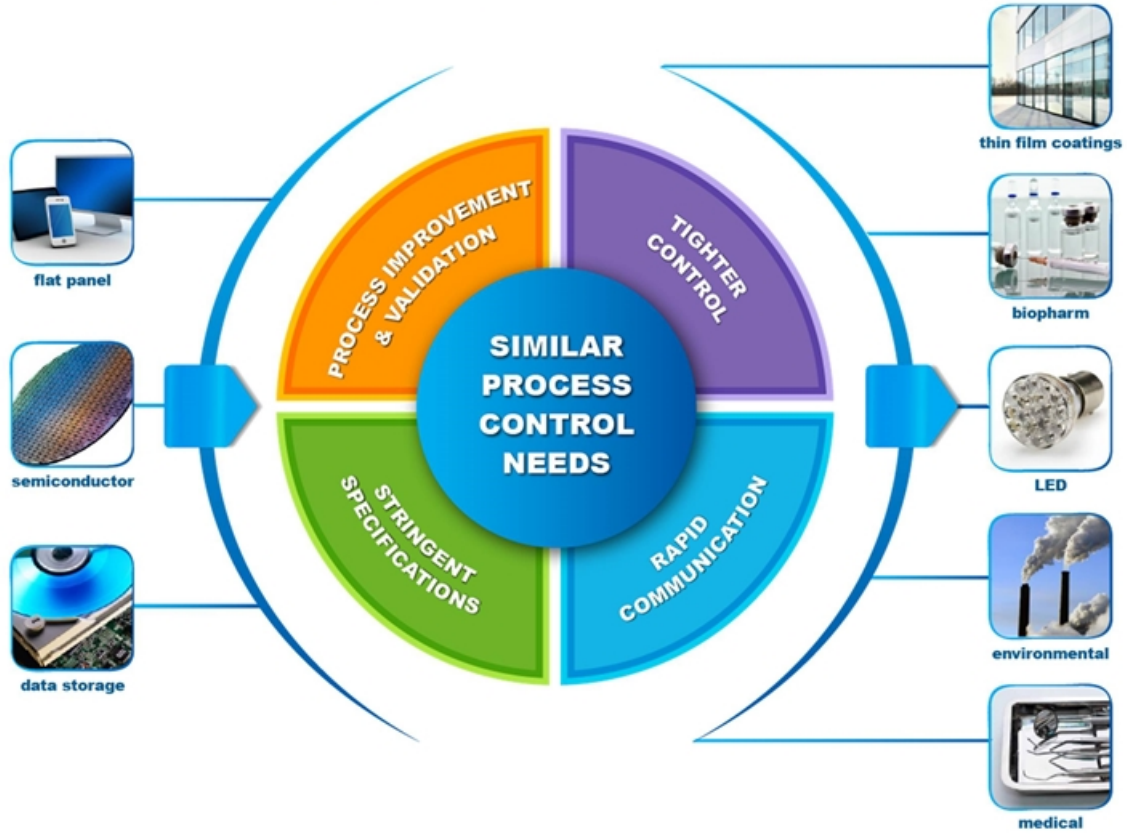 flat panel
semiconductor
data storage
PROCESS IMPROVEMENT
& VALIDATION
TIGHTER
CONTROL
SIMILAR
PROCESS
CONTROL
NEEDS
STRINGENT
SPECIFICATIONS
RAPID
COMMUNICATION
thin film coatings
biopharm
LED
environmental
medical